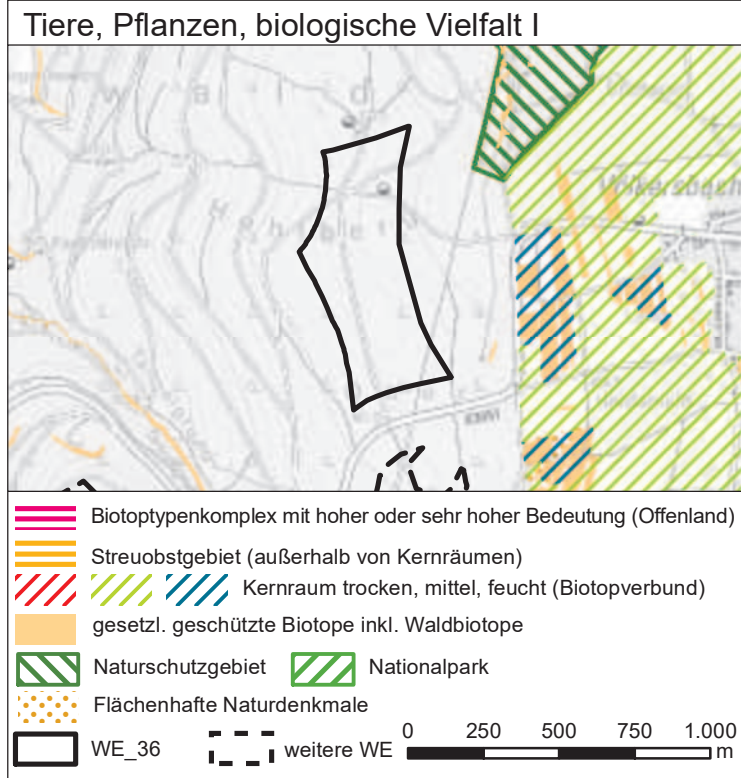 Tiere, Pflanzen, biologische Vielfalt I
Völkersbach
Biotoptypenkomplex mit hoher oder sehr hoher Bedeutung (Offenland)
Streuobstgebiet (außerhalb von Kernräumen)
Kernraum trocken, mittel, feucht (Biotopverbund)
gesetzl. geschützte Biotope inkl. Waldbiotope
Naturschutzgebiet Nationalpark
Flächenhafte Naturdenkmale
WE_36 weitere WE
0 250 500 750 1.000
m